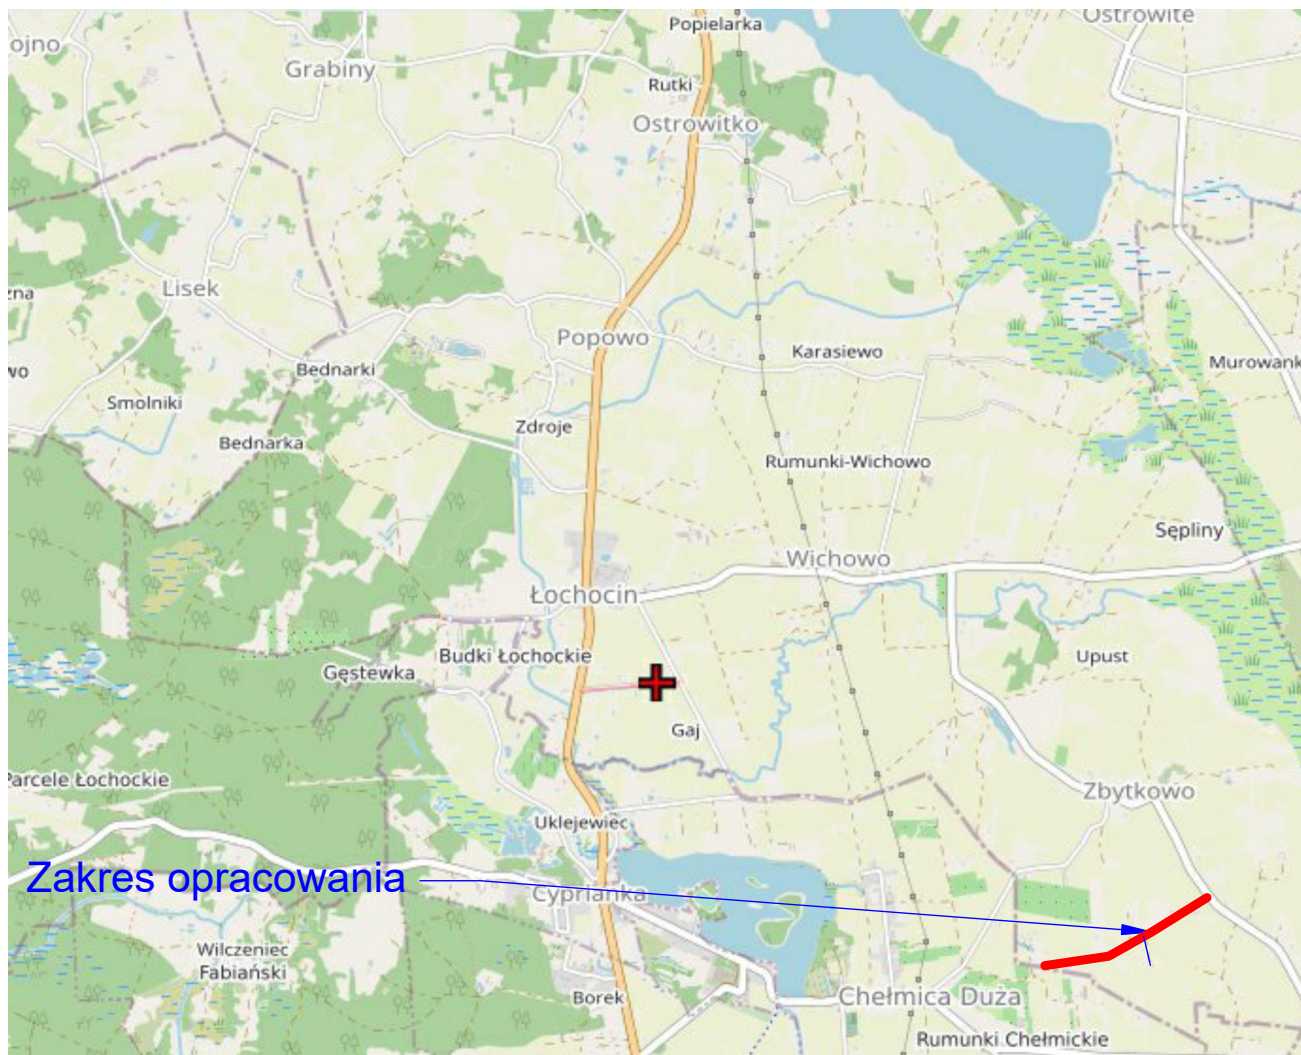 Popielarka
Ostrowite
ojno
Grabiny
Rutki
Ostrowitko
Lisek
zna
Popowo
Karasiewo
Murowank
wo
Bednarki
Smolniki
Zdroje
Bednarka
Rumunki-Wichowo
Sępliny
Wichowo
Łochocin
Budki Łochockie
Upust
Gęstewka
Gaj
Parcele Łochockie
Zbytkowo
Uklejewiec
Zakres opracowania
Cyprianka
Wilczeniec
Fabiański
Borek
Chełmica Duża
Rumunki Chełmickie